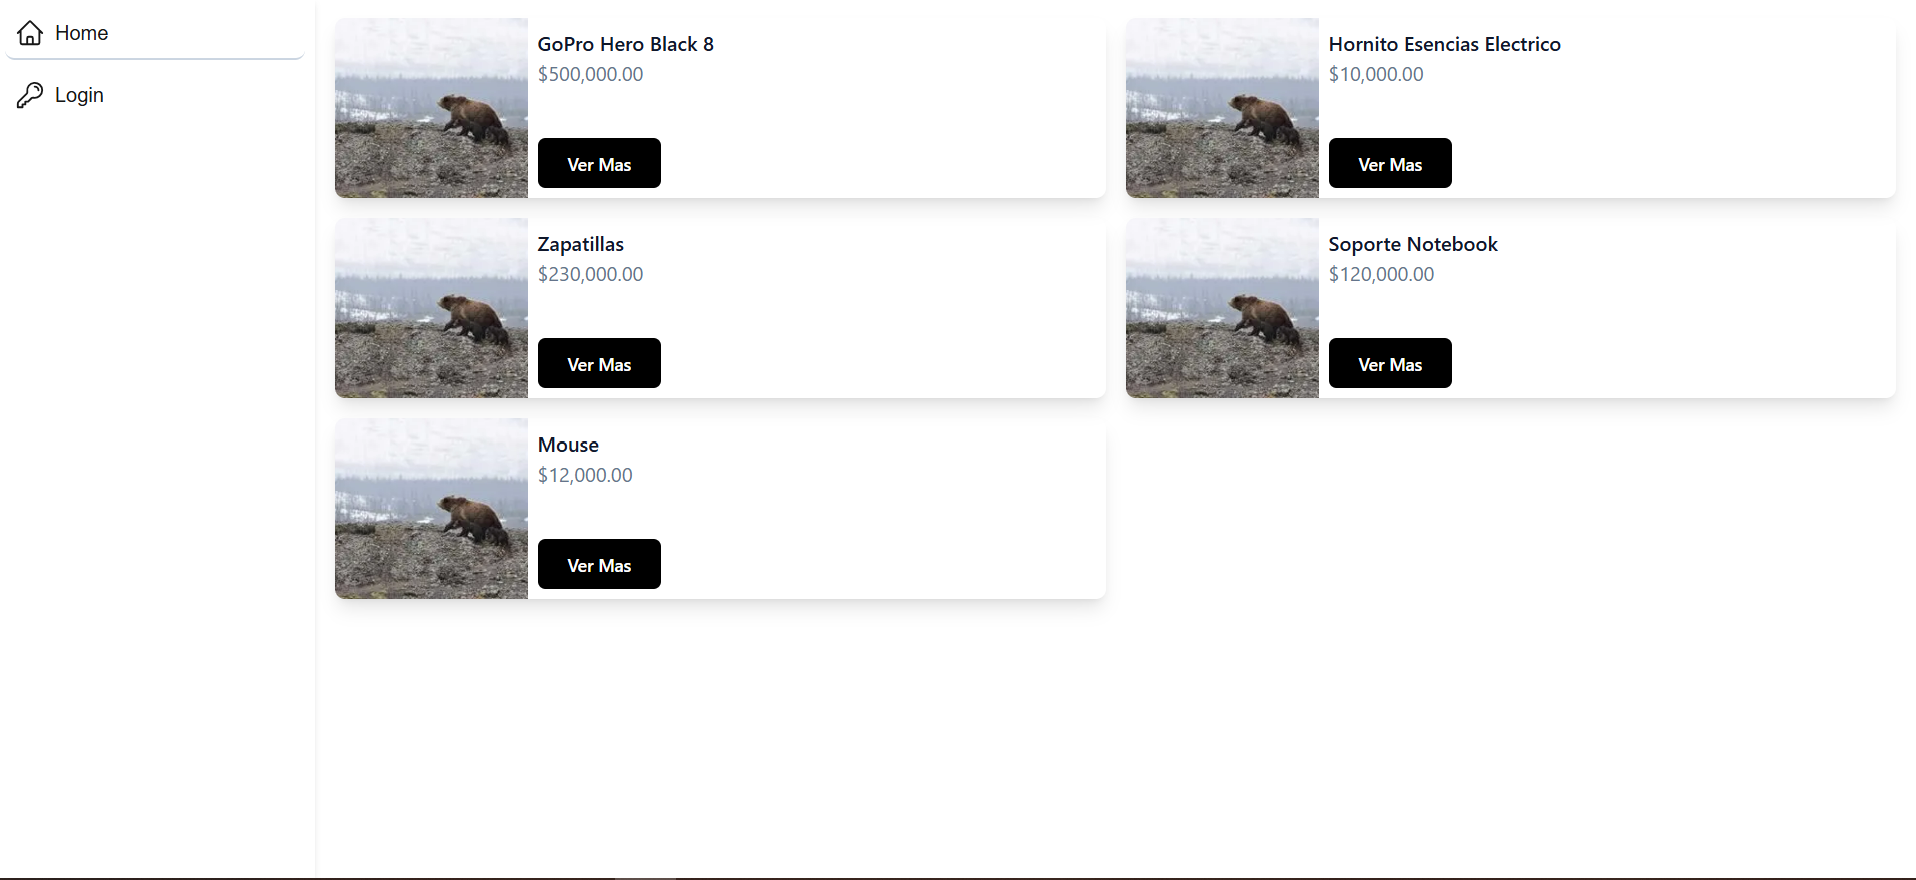 Home
Login
GoPro Hero Black 8
$500,000.00
Ver Mas
Hornito Esencias Electrico
$10,000.00
Ver Mas
Zapatillas
$230,000.00
Ver Mas
Soporte Notebook
$120,000.00
Ver Mas
Mouse
$12,000.00
Ver Mas